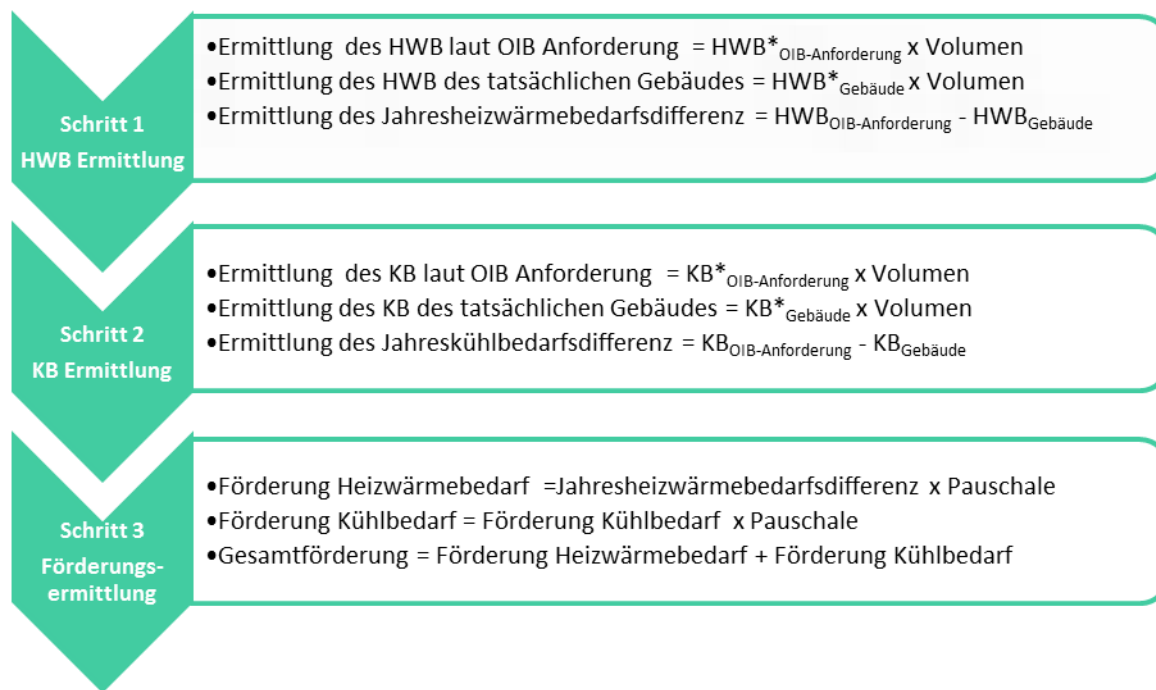 Schritt 1
HWB Ermittlung
•Ermittlung des HWB laut OIB Anforderung = HWB*OIB-Anforderung x Volumen
•Ermittlung des HWB des tatsächlichen Gebäudes = HWB*Gebäude x Volumen
•Ermittlung des Jahresheizwärmebedarfsdifferenz = HWBOIB-Anforderung - HWBGebäude
Schritt 2
KB Ermittlung
•Ermittlung des KB laut OIB Anforderung = KB*OIB-Anforderung x Volumen
•Ermittlung des KB des tatsächlichen Gebäudes = KB*Gebäude x Volumen
•Ermittlung des Jahreskühlbedarfsdifferenz = KBOIB-Anforderung - KBGebäude
Schritt 3
Förderungs-
ermittlung
•Förderung Heizwärmebedarf =Jahresheizwärmebedarfsdifferenz x Pauschale
•Förderung Kühlbedarf = Förderung Kühlbedarf x Pauschale
•Gesamtförderung = Förderung Heizwärmebedarf + Förderung Kühlbedarf